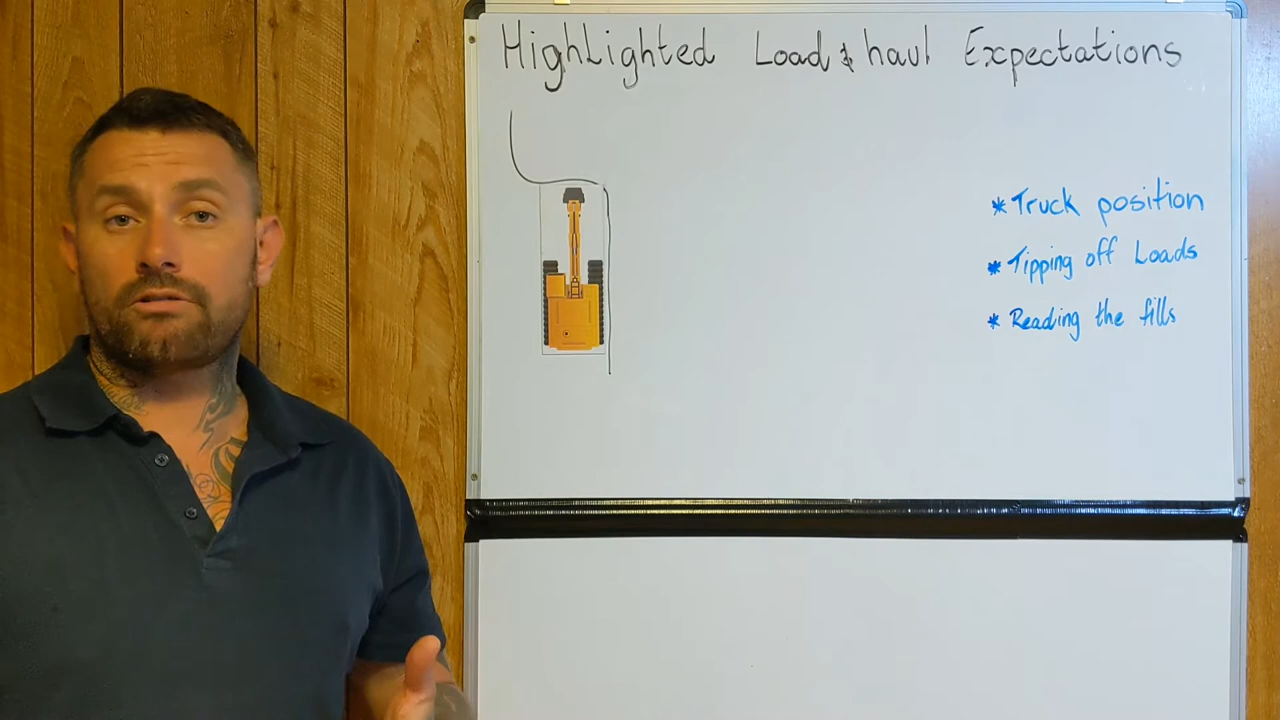 HighLighted Load & haul Expectations
* Truck position
* Tipping off Loads
* Reading the fills